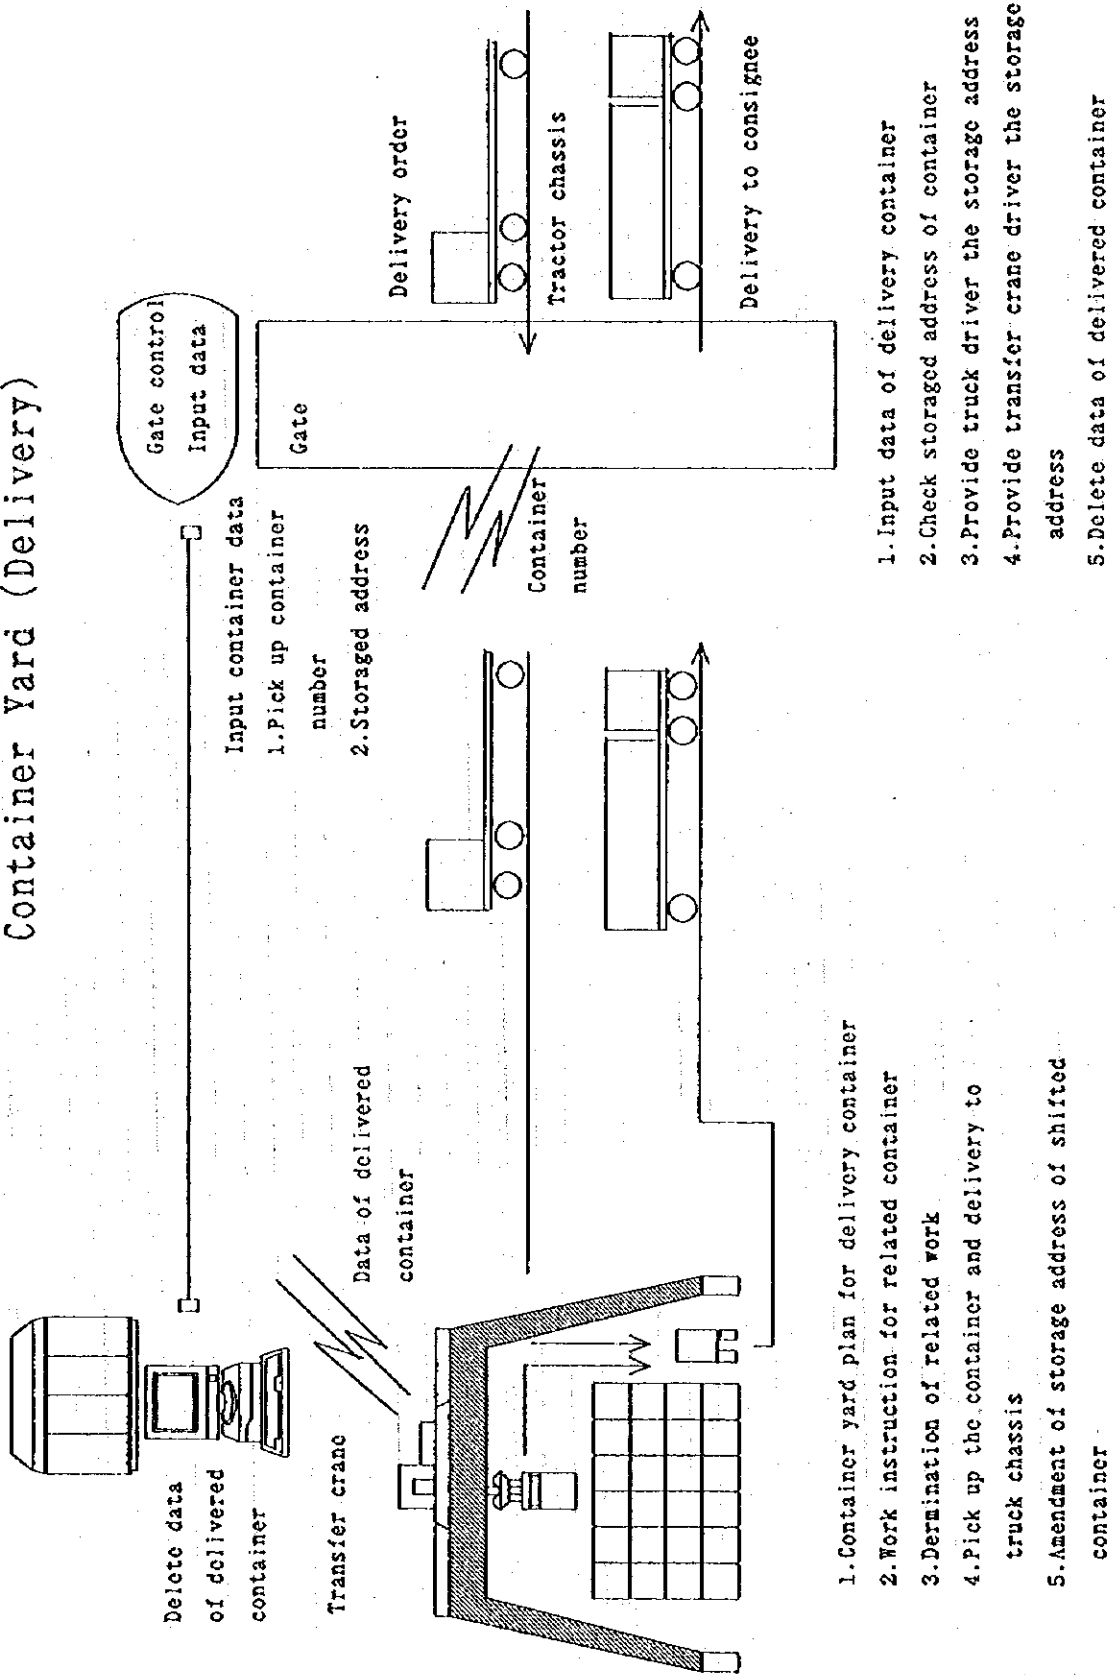 Container Yard (Delivery)
Gate control
Input data
Delete data
of delivered
container
Input container data
1.Pick up container
number
2.Storaged address
Gate
Transfer crane
Data of delivered
container
Delivery order
Tractor chassis
Container
number
Delivery to consignee
1.Container yard plan for delivery container
2.Work instruction for related container
3.Dermination of related work
4.Pick up the container and delivery to
truck chassis
5.Amendment of storage address of shifted
container
1.Input data of delivery container
2.Check storaged address of container
3.Provide truck driver the storage address
4.Provide transfer crane driver the storage
address
5.Delete data of delivered container